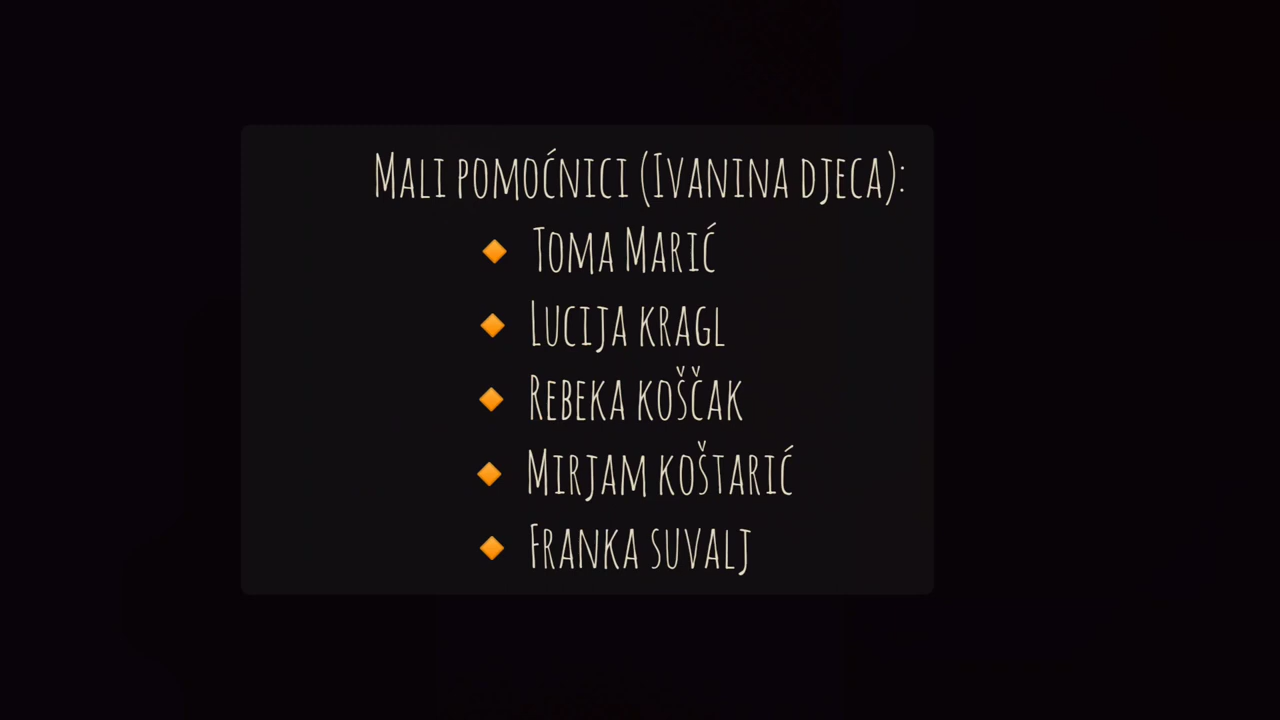 Mali pomoćnici (Ivanina djeca):
🔸 Toma Marić
🔸 Lucija kragl
🔸 Rebeka koščak
🔸 Mirjam koštarić
🔸 Franka suvalj